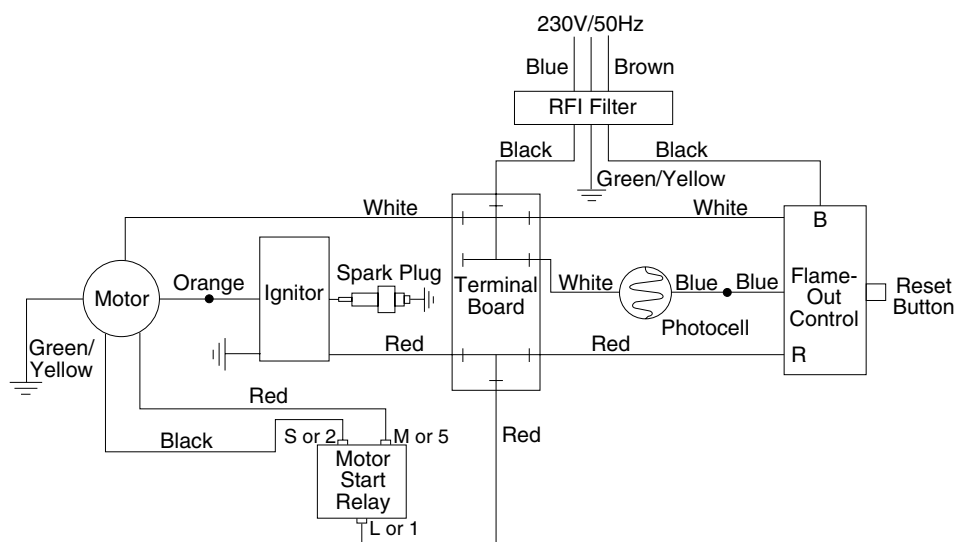 230V/50Hz
Blue
Brown
RFI Filter
Black
Black
Green/Yellow
White
White
B
Orange
Ignitor
Spark Plug
Terminal
Board
White
Blue
Blue
Photocell
Flame-
Out
Control
Reset
Button
Motor
Green/
Yellow
Red
Red
R
Red
Black
S or 2
M or 5
Red
Motor
Start
Relay
L or 1